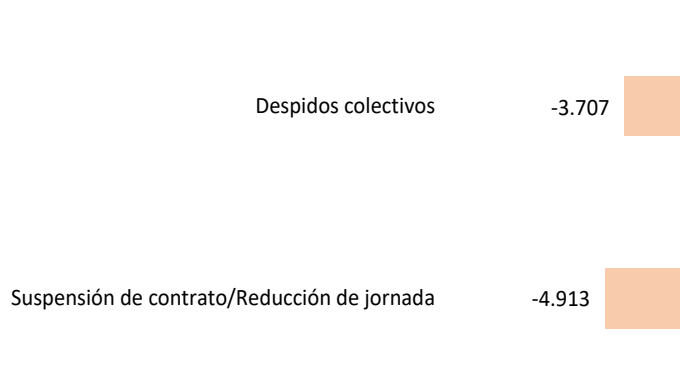 Despidos colectivos -3.707
Suspensión de contrato/Reducción de jornada -4.913